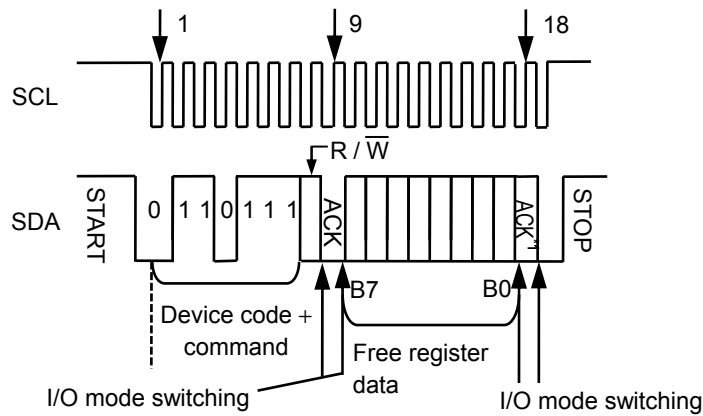 1 9 18
SCL
R / W
START 0 1 1 0 1 1 1 ACK ACK*1 STOP
SDA
B7 B0
Device code +
command
Free register
data
I/O mode switching
I/O mode switching